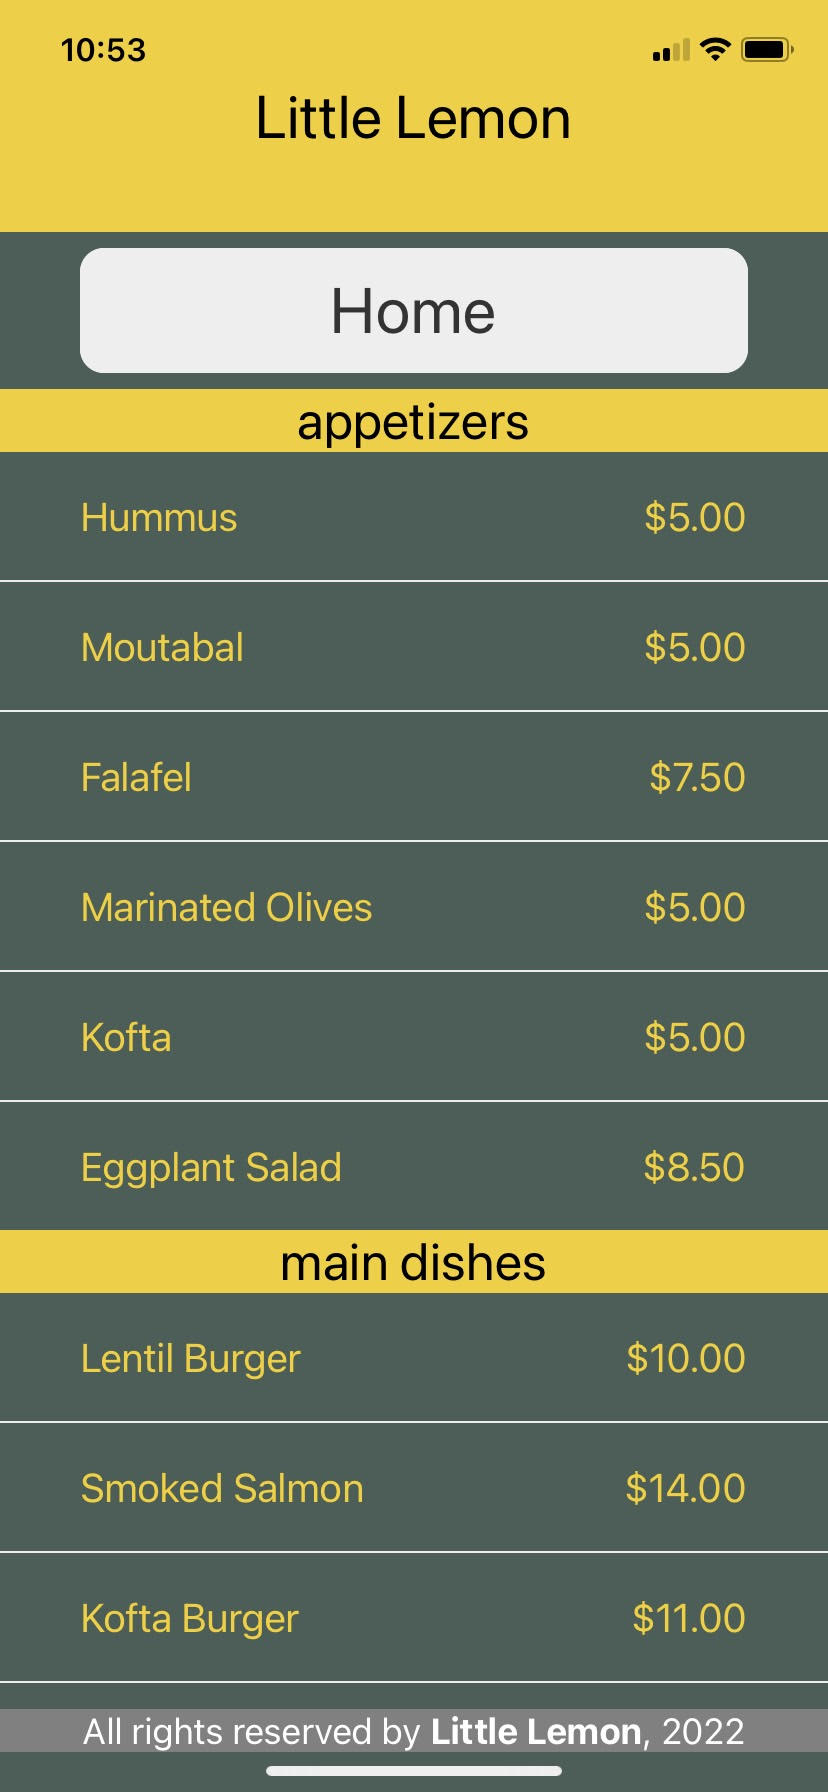 10:53
Little Lemon
Home
appetizers
Hummus $5.00
Moutabal $5.00
Falafel $7.50
Marinated Olives $5.00
Kofta $5.00
Eggplant Salad $8.50
main dishes
Lentil Burger $10.00
Smoked Salmon $14.00
Kofta Burger $11.00
All rights reserved by Little Lemon, 2022